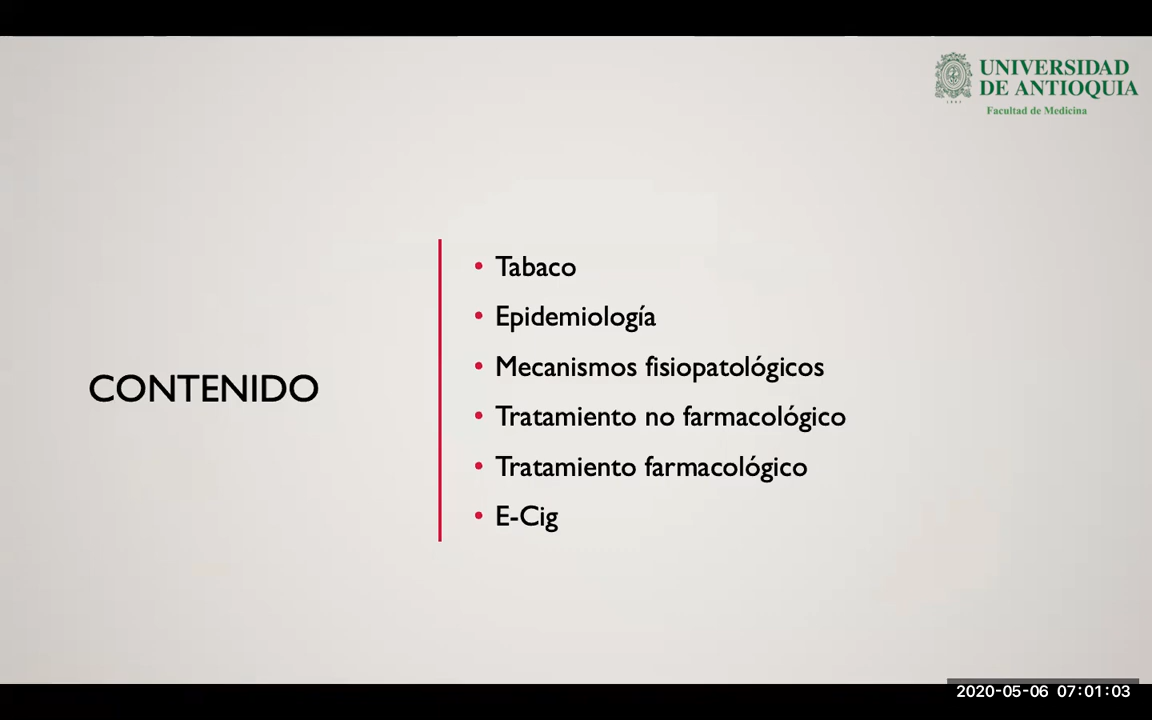 UNIVERSIDAD
DE ANTIOQUIA
Facultad de Medicina
CONTENIDO
• Tabaco
• Epidemiología
• Mecanismos fisiopatológicos
• Tratamiento no farmacológico
• Tratamiento farmacológico
• E-Cig
2020-05-06 07:01:03